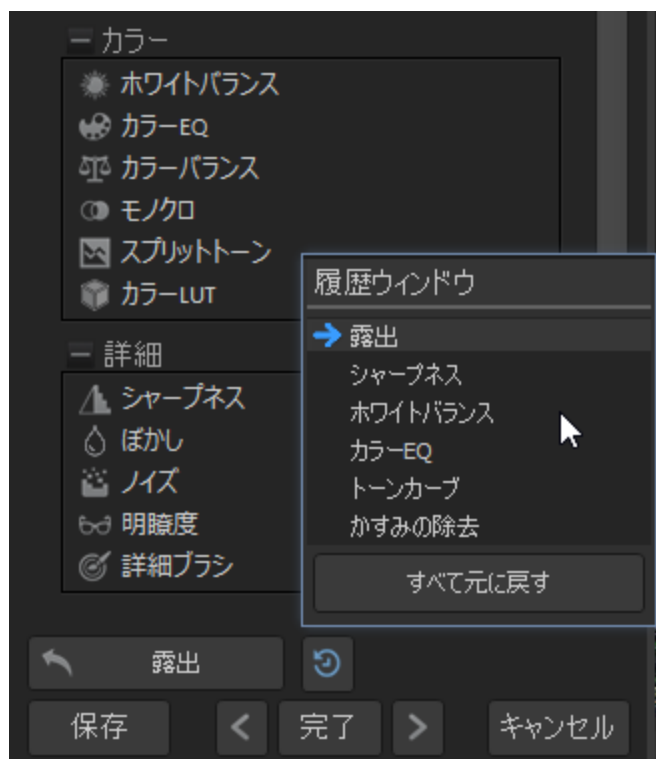 カラー
ホワイトバランス
カラーEQ
カラーバランス
モノクロ
スプリットトーン
カラーLUT
詳細
シャープネス
ぼかし
ノイズ
明瞭度
詳細ブラシ
履歴ウィンドウ
露出
シャープネス
ホワイトバランス
カラーEQ
トーンカーブ
かすみの除去
すべて元に戻す
露出
保存
完了
キャンセル